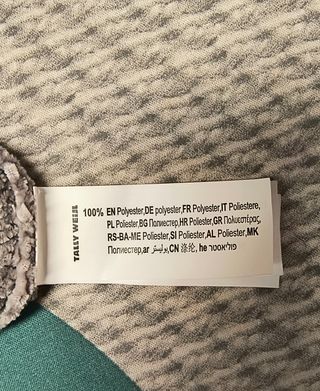 TALLY WEiJL
100% EN Polyester,DE polyester,FR Polyester,IT Poliestere,
PL Poliester,BG Полиестер,HR Poliester,GR Πολυεστέρας,
RS-BA-ME Poliester,SI Poliester,AL Poliester,MK
Полиестер,ar بوليستر,CN 涤纶, he פוליאסטר